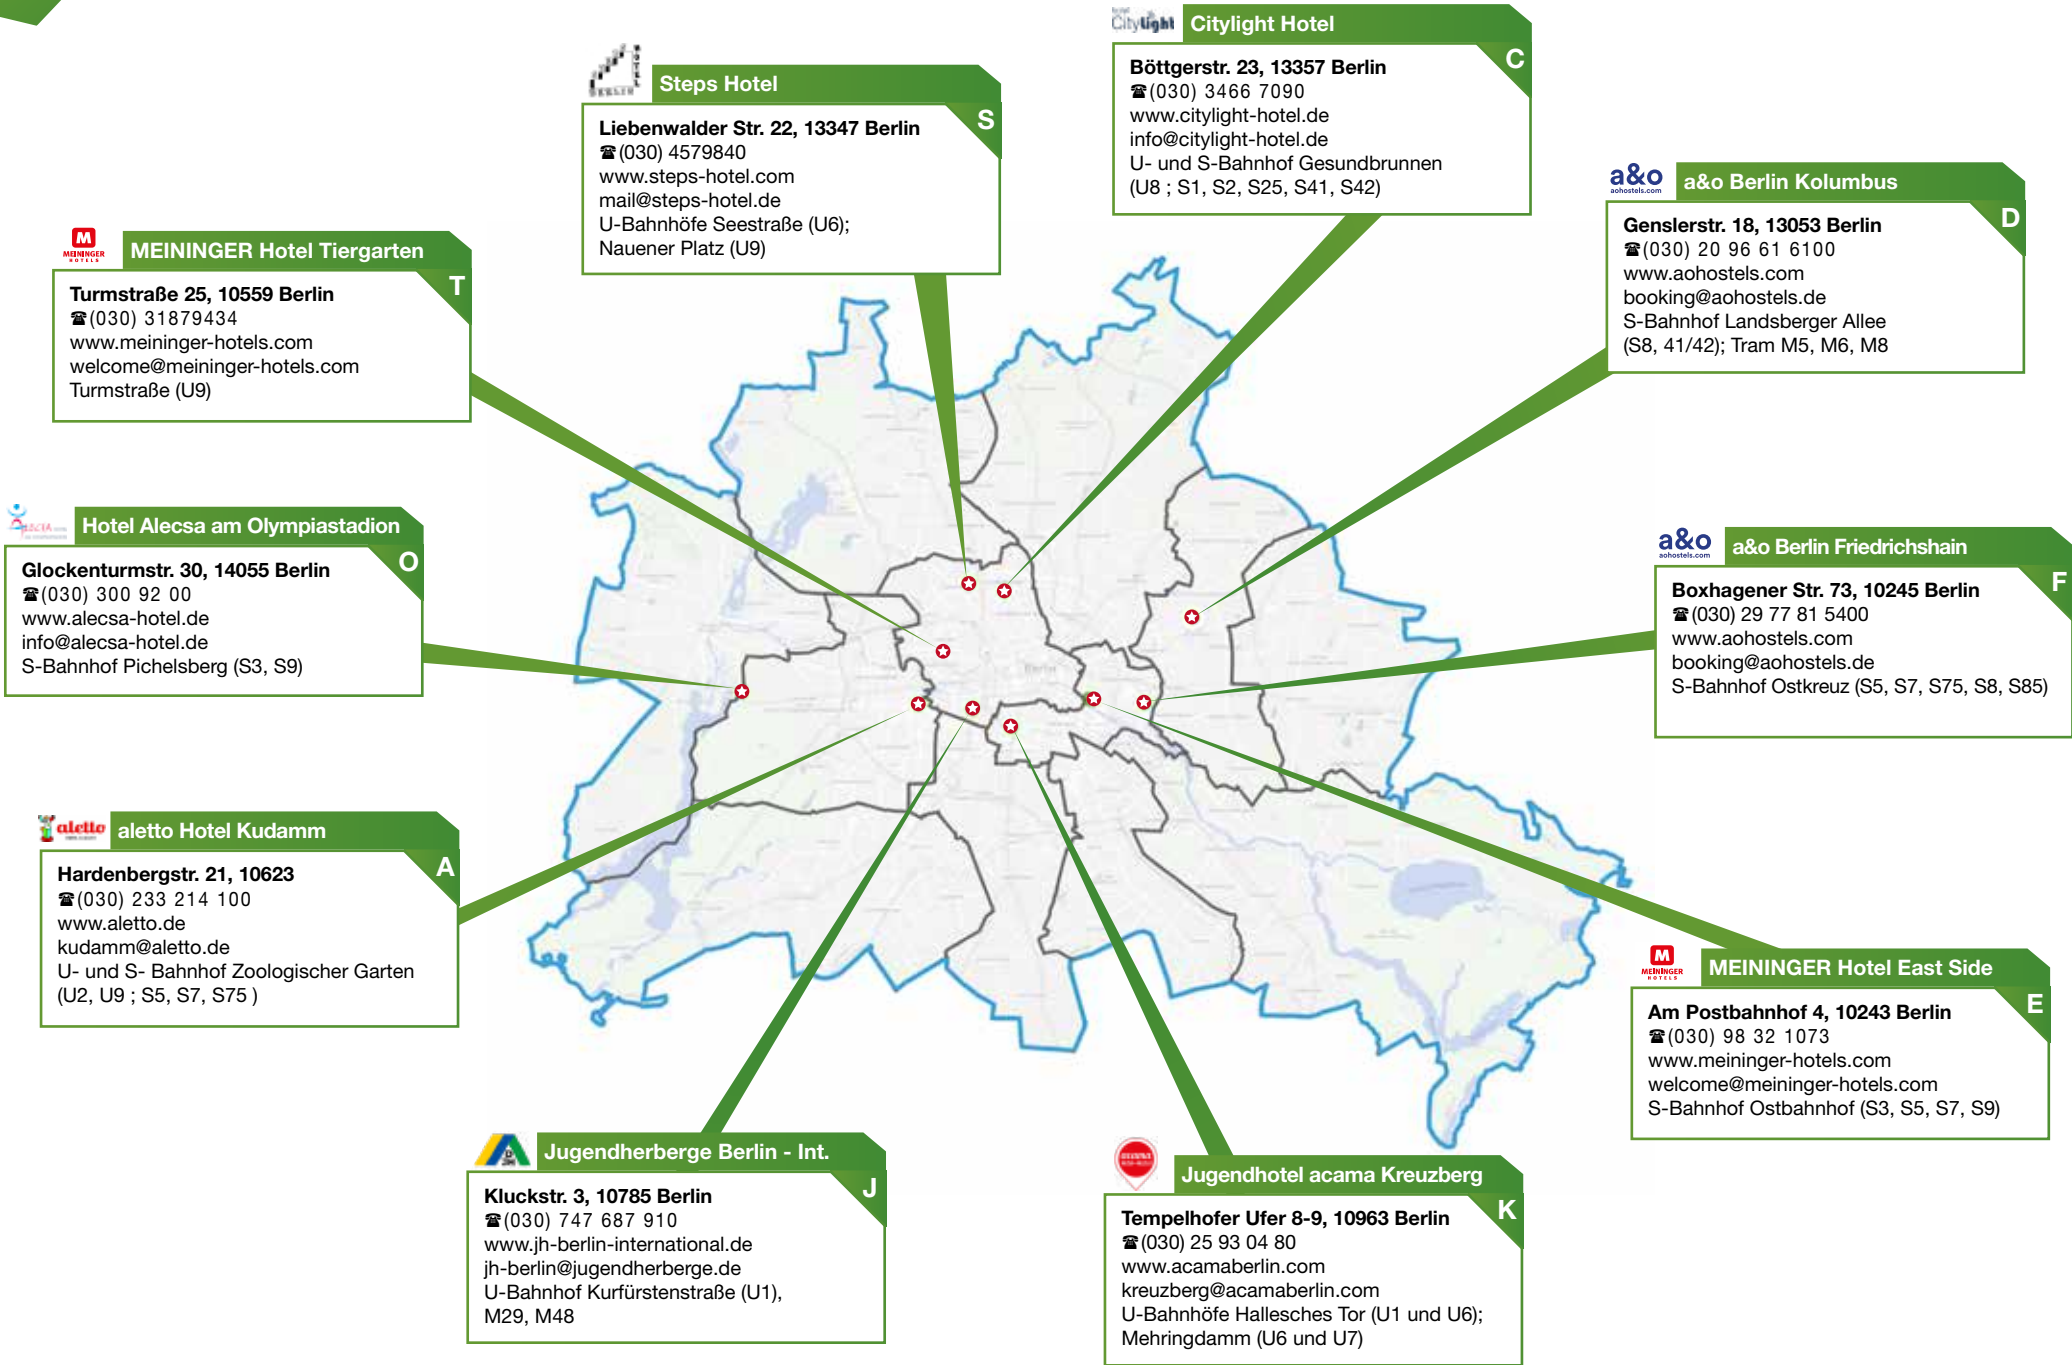 Citylight
Citylight Hotel
C
Böttgerstr. 23, 13357 Berlin
☎(030) 3466 7090
www.citylight-hotel.de
info@citylight-hotel.de
U- und S-Bahnhof Gesundbrunnen
(U8 ; S1, S2, S25, S41, S42)
HOTEL
BERLIN
Steps Hotel
S
Liebenwalder Str. 22, 13347 Berlin
☎(030) 4579840
www.steps-hotel.com
mail@steps-hotel.de
U-Bahnhöfe Seestraße (U6);
Nauener Platz (U9)
a&o
aohostels.com
a&o Berlin Kolumbus
D
Genslerstr. 18, 13053 Berlin
☎(030) 20 96 61 6100
www.aohostels.com
booking@aohostels.de
S-Bahnhof Landsberger Allee
(S8, 41/42); Tram M5, M6, M8
M
MEININGER
HOTELS
MEININGER Hotel Tiergarten
T
Turmstraße 25, 10559 Berlin
☎(030) 31879434
www.meininger-hotels.com
welcome@meininger-hotels.com
Turmstraße (U9)
Hotel Alecsa am Olympiastadion
O
Glockenturmstr. 30, 14055 Berlin
☎(030) 300 92 00
www.alecsa-hotel.de
info@alecsa-hotel.de
S-Bahnhof Pichelsberg (S3, S9)
a&o
aohostels.com
a&o Berlin Friedrichshain
F
Boxhagener Str. 73, 10245 Berlin
☎(030) 29 77 81 5400
www.aohostels.com
booking@aohostels.de
S-Bahnhof Ostkreuz (S5, S7, S75, S8, S85)
Berlin
aletto
aletto Hotel Kudamm
A
Hardenbergstr. 21, 10623
☎(030) 233 214 100
www.aletto.de
kudamm@aletto.de
U- und S- Bahnhof Zoologischer Garten
(U2, U9 ; S5, S7, S75 )
M
MEININGER
HOTELS
MEININGER Hotel East Side
E
Am Postbahnhof 4, 10243 Berlin
☎(030) 98 32 1073
www.meininger-hotels.com
welcome@meininger-hotels.com
S-Bahnhof Ostbahnhof (S3, S5, S7, S9)
Jugendherberge Berlin - Int.
J
Kluckstr. 3, 10785 Berlin
☎(030) 747 687 910
www.jh-berlin-international.de
jh-berlin@jugendherberge.de
U-Bahnhof Kurfürstenstraße (U1),
M29, M48
Jugendhotel acama Kreuzberg
K
Tempelhofer Ufer 8-9, 10963 Berlin
☎(030) 25 93 04 80
www.acamaberlin.com
kreuzberg@acamaberlin.com
U-Bahnhöfe Hallesches Tor (U1 und U6);
Mehringdamm (U6 und U7)